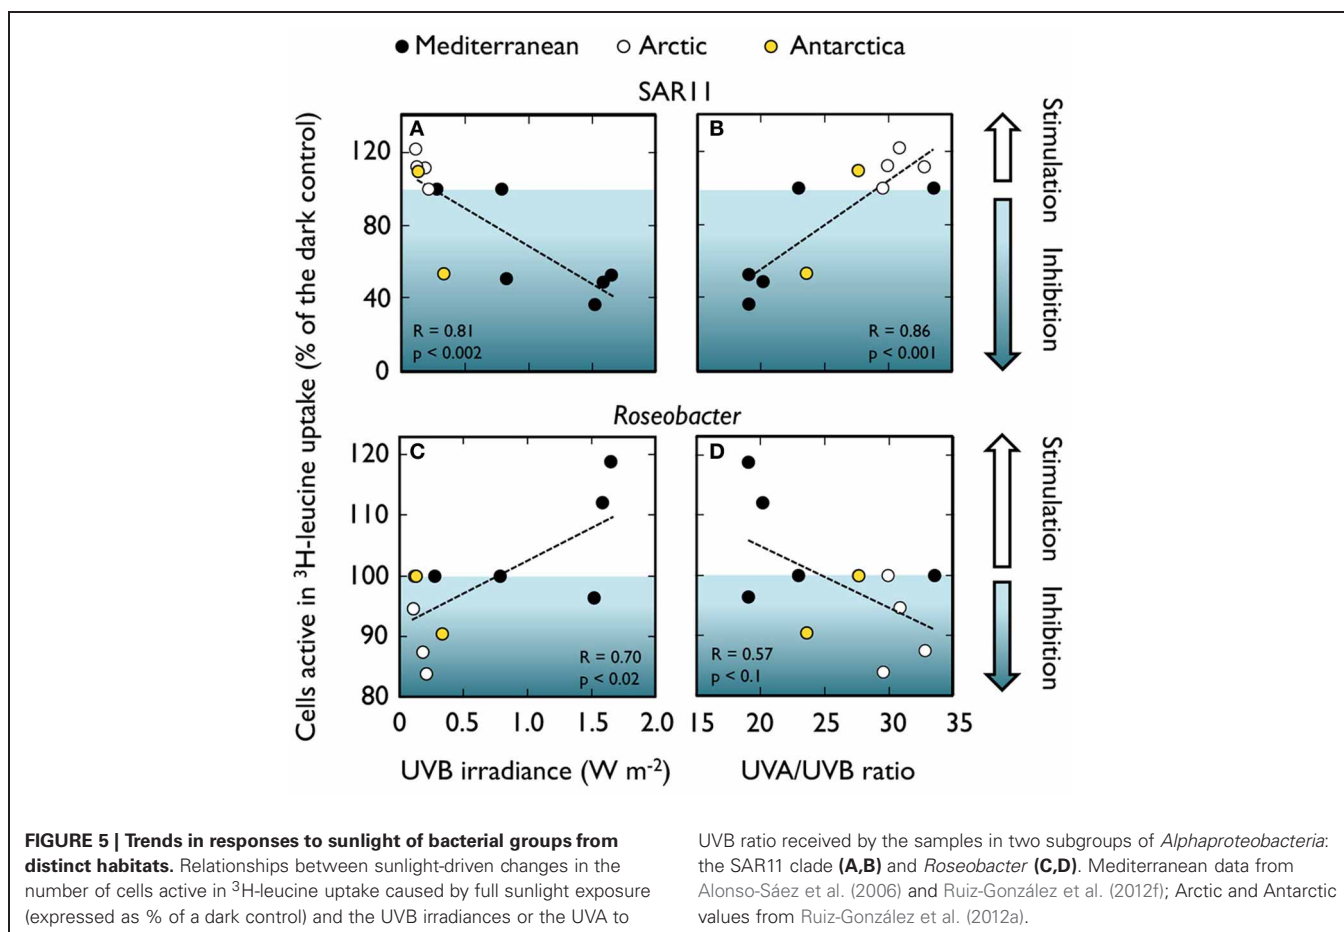 Mediterranean Arctic Antarctica
SAR11
Cells active in ³H-leucine uptake (% of the dark control)
A
120
80
40
0
R = 0.81
p < 0.002
B
R = 0.86
p < 0.001
Stimulation
Inhibition
Roseobacter
C
120
110
100
90
80
R = 0.70
p < 0.02
0 0.5 1.0 1.5 2.0
UVB irradiance (W m⁻²)
D
R = 0.57
p < 0.1
15 20 25 30 35
UVA/UVB ratio
Stimulation
Inhibition
FIGURE 5 | Trends in responses to sunlight of bacterial groups from
distinct habitats. Relationships between sunlight-driven changes in the
number of cells active in ³H-leucine uptake caused by full sunlight exposure
(expressed as % of a dark control) and the UVB irradiances or the UVA to
UVB ratio received by the samples in two subgroups of Alphaproteobacteria:
the SAR11 clade (A,B) and Roseobacter (C,D). Mediterranean data from
Alonso-Sáez et al. (2006) and Ruiz-González et al. (2012f); Arctic and Antarctic
values from Ruiz-González et al. (2012a).